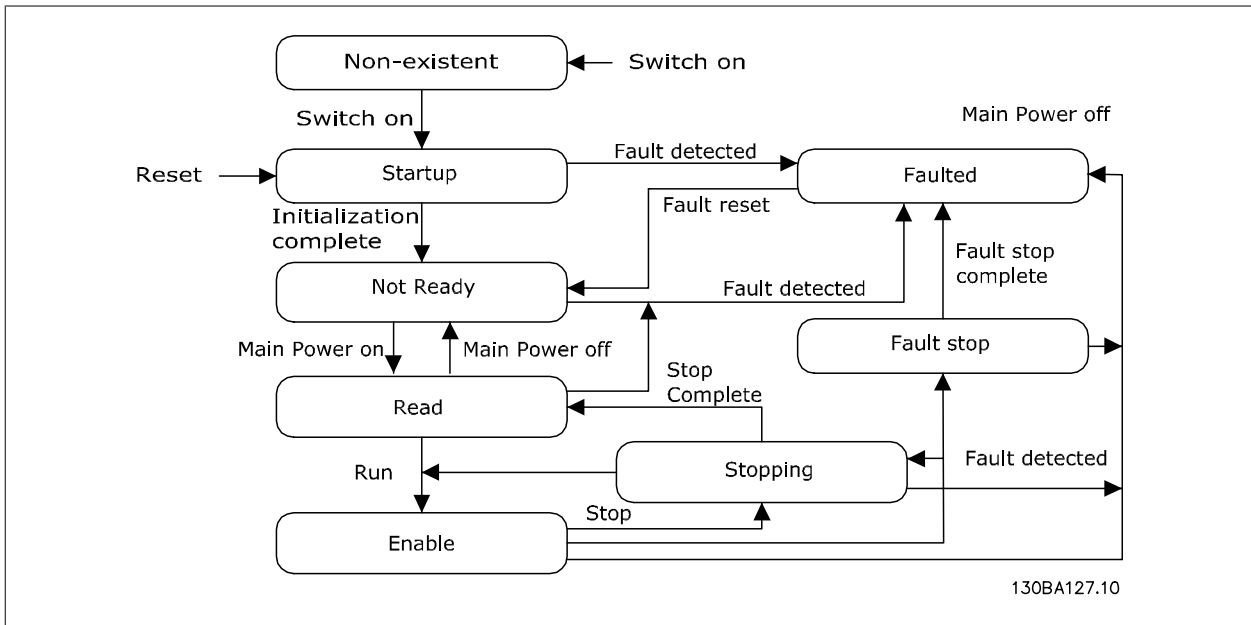 Non-existent
Switch on
Switch on
Main Power off
Reset
Startup
Fault detected
Faulted
Initialization
complete
Fault reset
Fault stop
complete
Not Ready
Fault detected
Main Power on
Main Power off
Fault stop
Stop
Complete
Read
Run
Stopping
Fault detected
Stop
Enable
130BA127.10